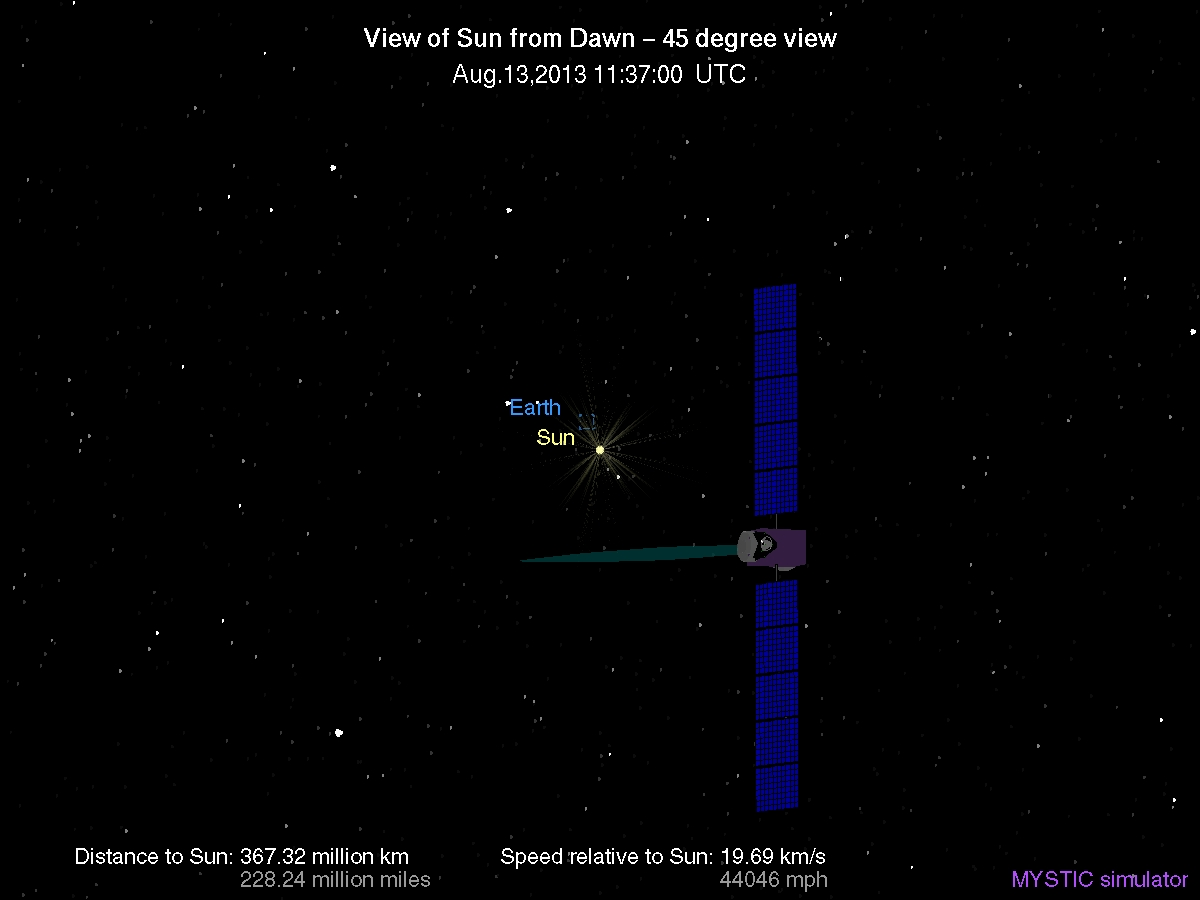 View of Sun from Dawn – 45 degree view
Aug.13,2013 11:37:00 UTC
Earth
Sun
Distance to Sun: 367.32 million km
228.24 million miles
Speed relative to Sun: 19.69 km/s
44046 mph
MYSTIC simulator